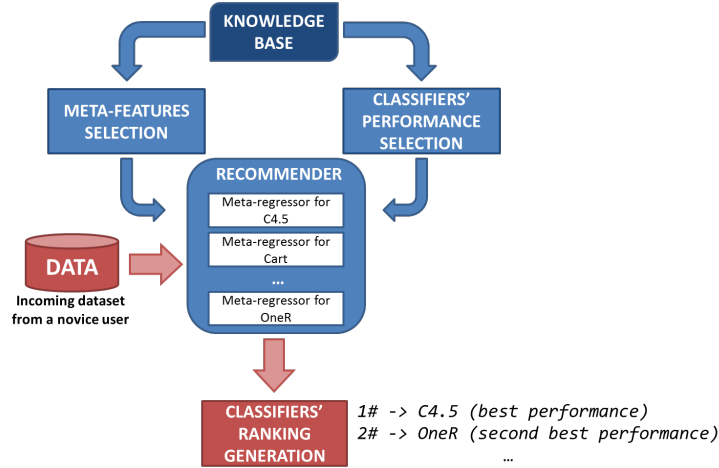 KNOWLEDGE
BASE
META-FEATURES
SELECTION
CLASSIFIERS'
PERFORMANCE
SELECTION
RECOMMENDER
Meta-regressor for
C4.5
Meta-regressor for
Cart
...
Meta-regressor for
OneR
DATA
Incoming dataset
from a novice user
CLASSIFIERS'
RANKING
GENERATION
1# -> C4.5 (best performance)
2# -> OneR (second best performance)
…